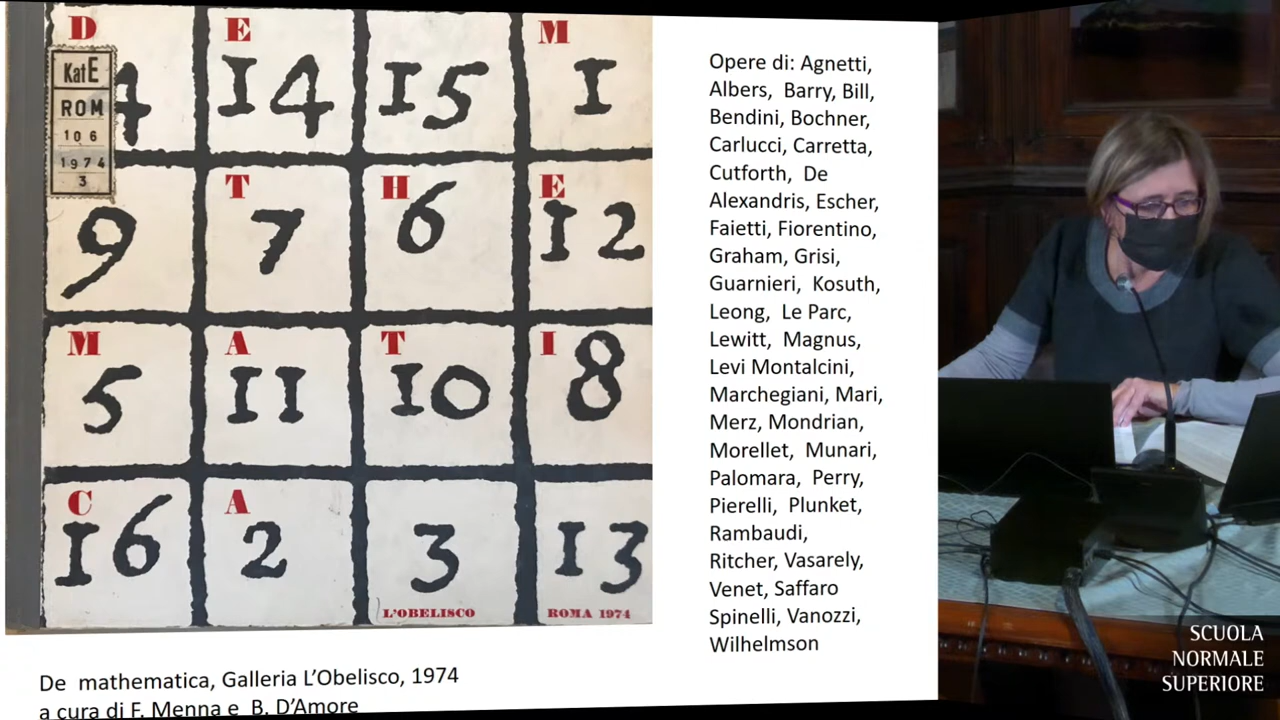 D E M
4 14 15 1
KatE
ROM
106
1974
3
T H E
9 7 6 12
M A T I
5 11 10 8
C A
16 2 3 13
L'OBELISCO ROMA 1974
De mathematica, Galleria L'Obelisco, 1974
a cura di F. Menna e B. D'Amore
Opere di: Agnetti,
Albers, Barry, Bill,
Bendini, Bochner,
Carlucci, Carretta,
Cutforth, De
Alexandris, Escher,
Faietti, Fiorentino,
Graham, Grisi,
Guarnieri, Kosuth,
Leong, Le Parc,
Lewitt, Magnus,
Levi Montalcini,
Marchegiani, Mari,
Merz, Mondrian,
Morellet, Munari,
Palomara, Perry,
Pierelli, Plunket,
Rambaudi,
Ritcher, Vasarely,
Venet, Saffaro
Spinelli, Vanozzi,
Wilhelmson
SCUOLA
NORMALE
SUPERIORE